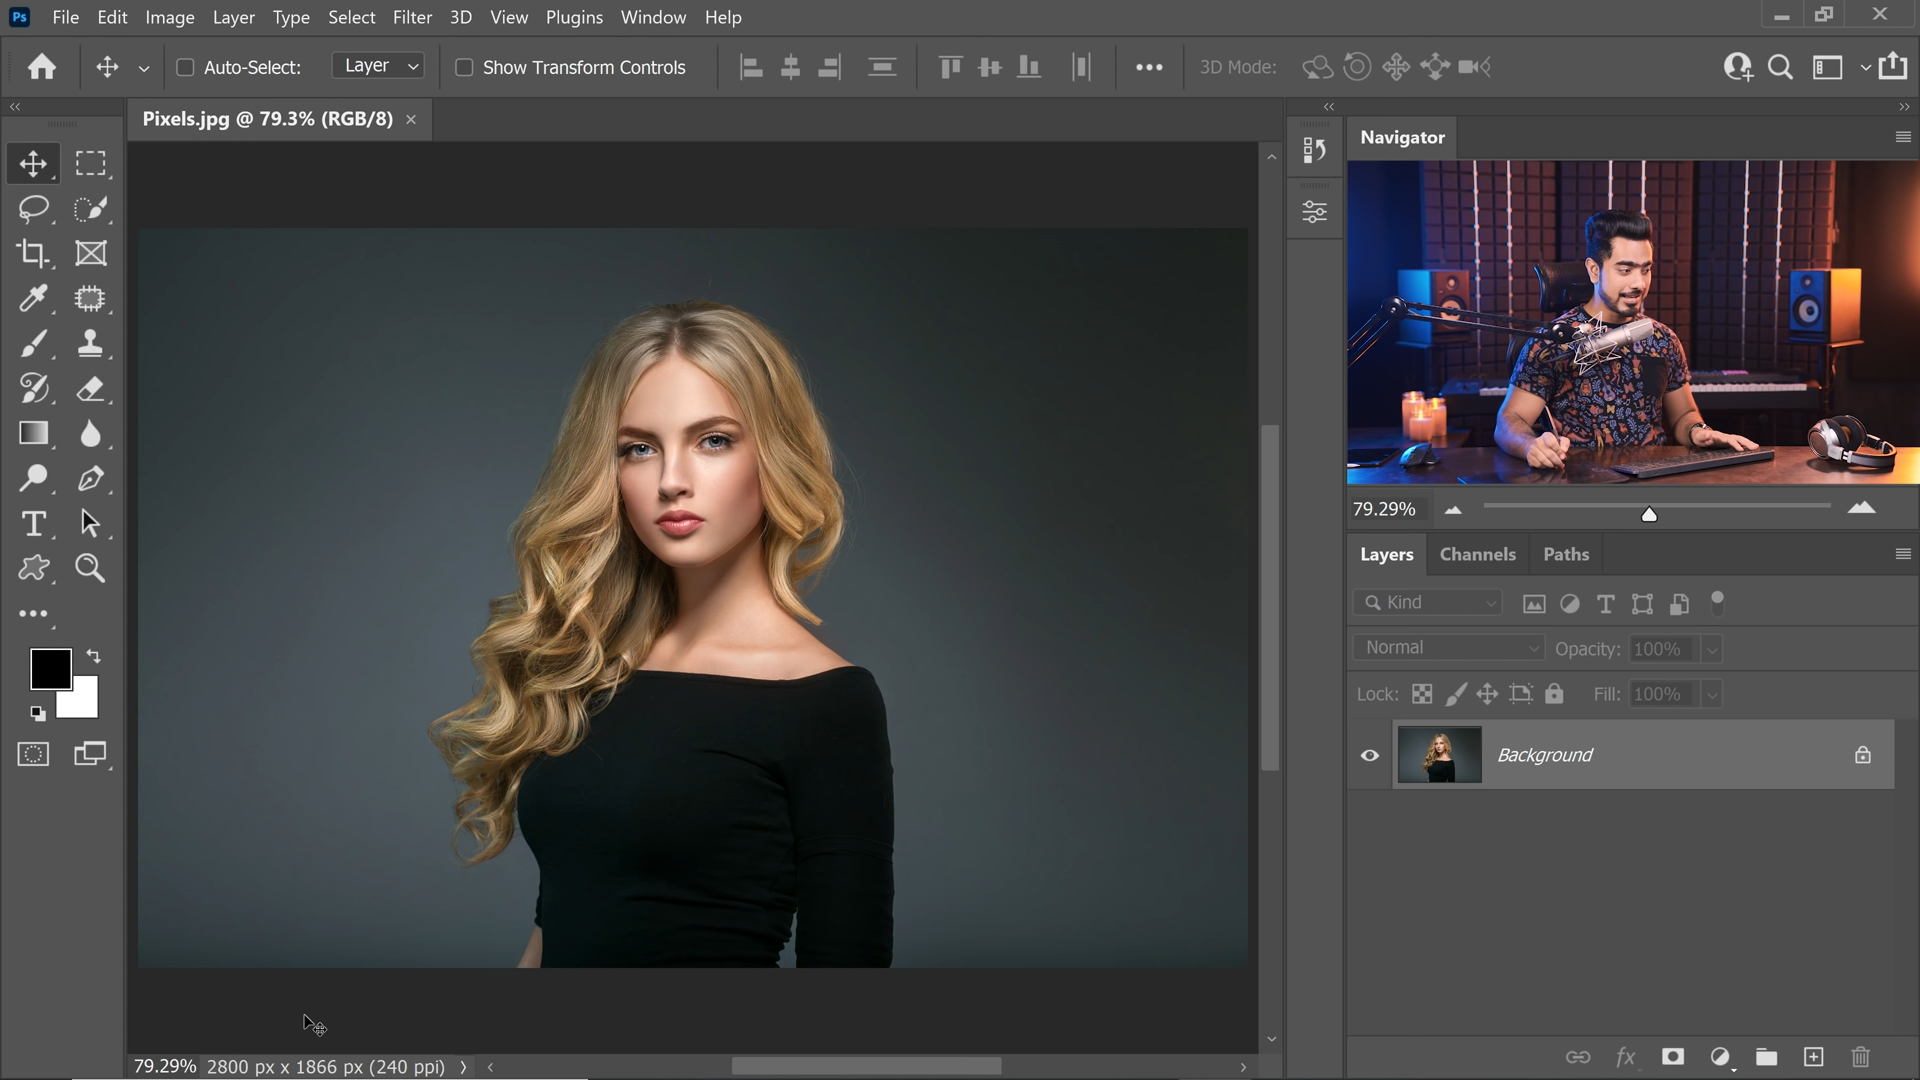 Ps File Edit Image Layer Type Select Filter 3D View Plugins Window Help
Auto-Select: Layer Show Transform Controls 3D Mode:
Pixels.jpg @ 79.3% (RGB/8)
Navigator
79.29%
Layers Channels Paths
Kind
Normal Opacity: 100%
Lock: Fill: 100%
Background
79.29% 2800 px x 1866 px (240 ppi)